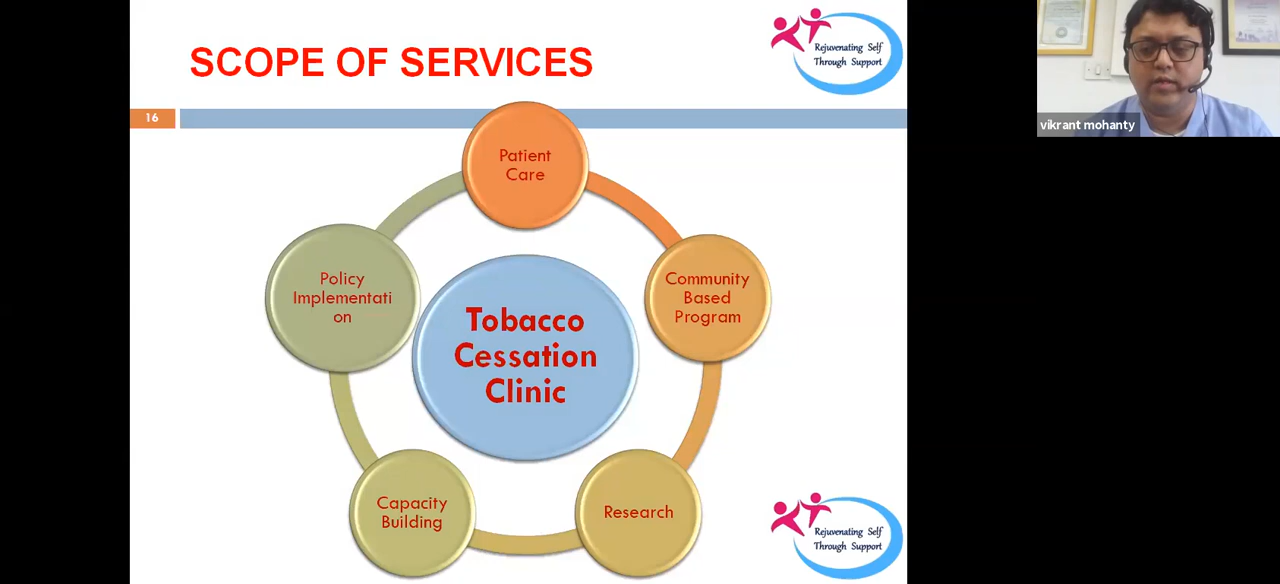 SCOPE OF SERVICES
Rejuvenating Self
Through Support
16
vikrant mohanty
Patient
Care
Community
Based
Program
Research
Capacity
Building
Policy
Implementati
on
Tobacco
Cessation
Clinic
Rejuvenating Self
Through Support